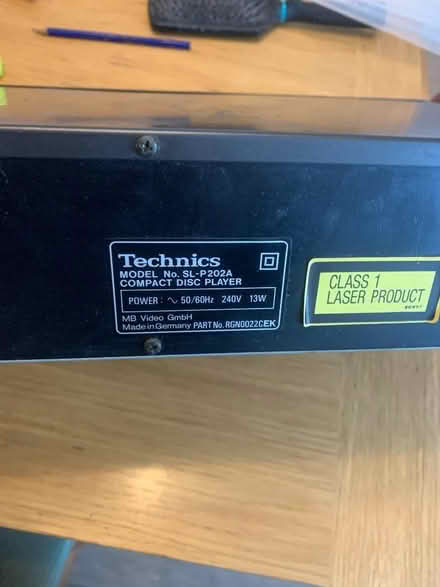 Technics
MODEL No. SL-P202A
COMPACT DISC PLAYER
POWER: ∿ 50/60Hz 240V 13W
MB Video GmbH
Made in Germany PART No. RGN0022CEK
CLASS 1
LASER PRODUCT